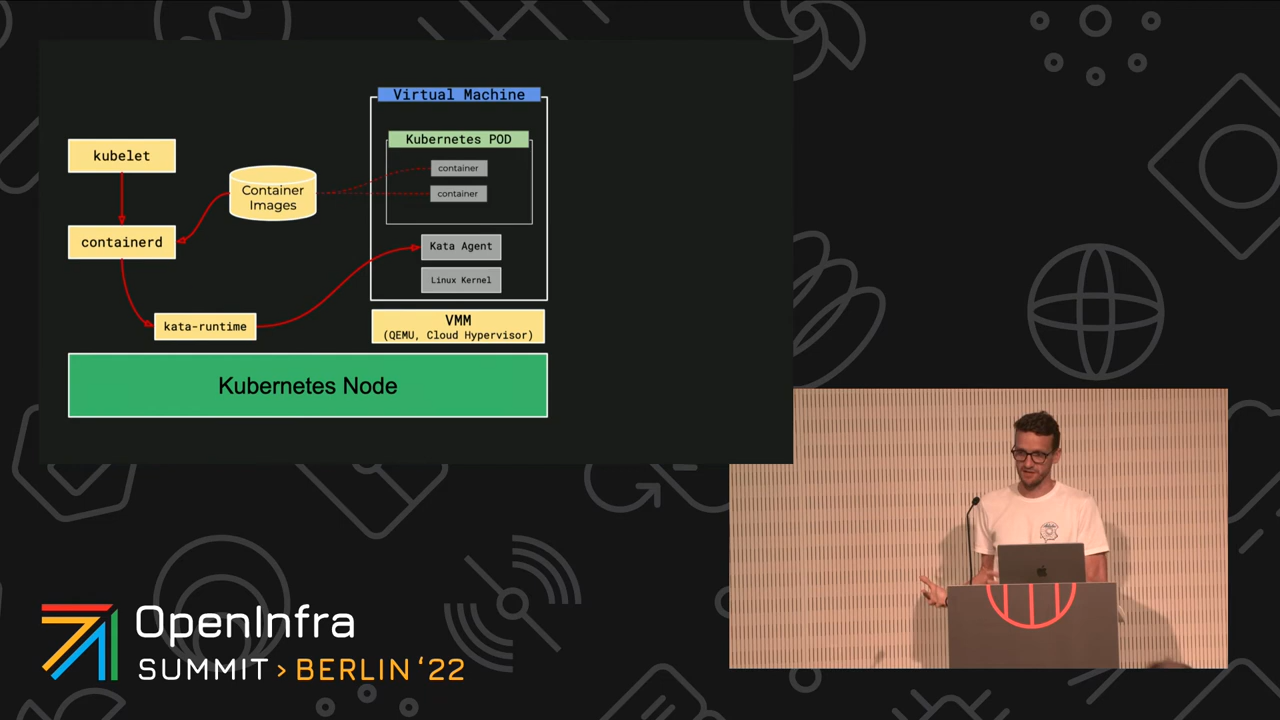 Virtual Machine
Kubernetes POD
kubelet
container
Container
Images
container
containerd
Kata Agent
Linux Kernel
kata-runtime
VMM
(QEMU, Cloud Hypervisor)
Kubernetes Node
OpenInfra
SUMMIT › BERLIN ‘22